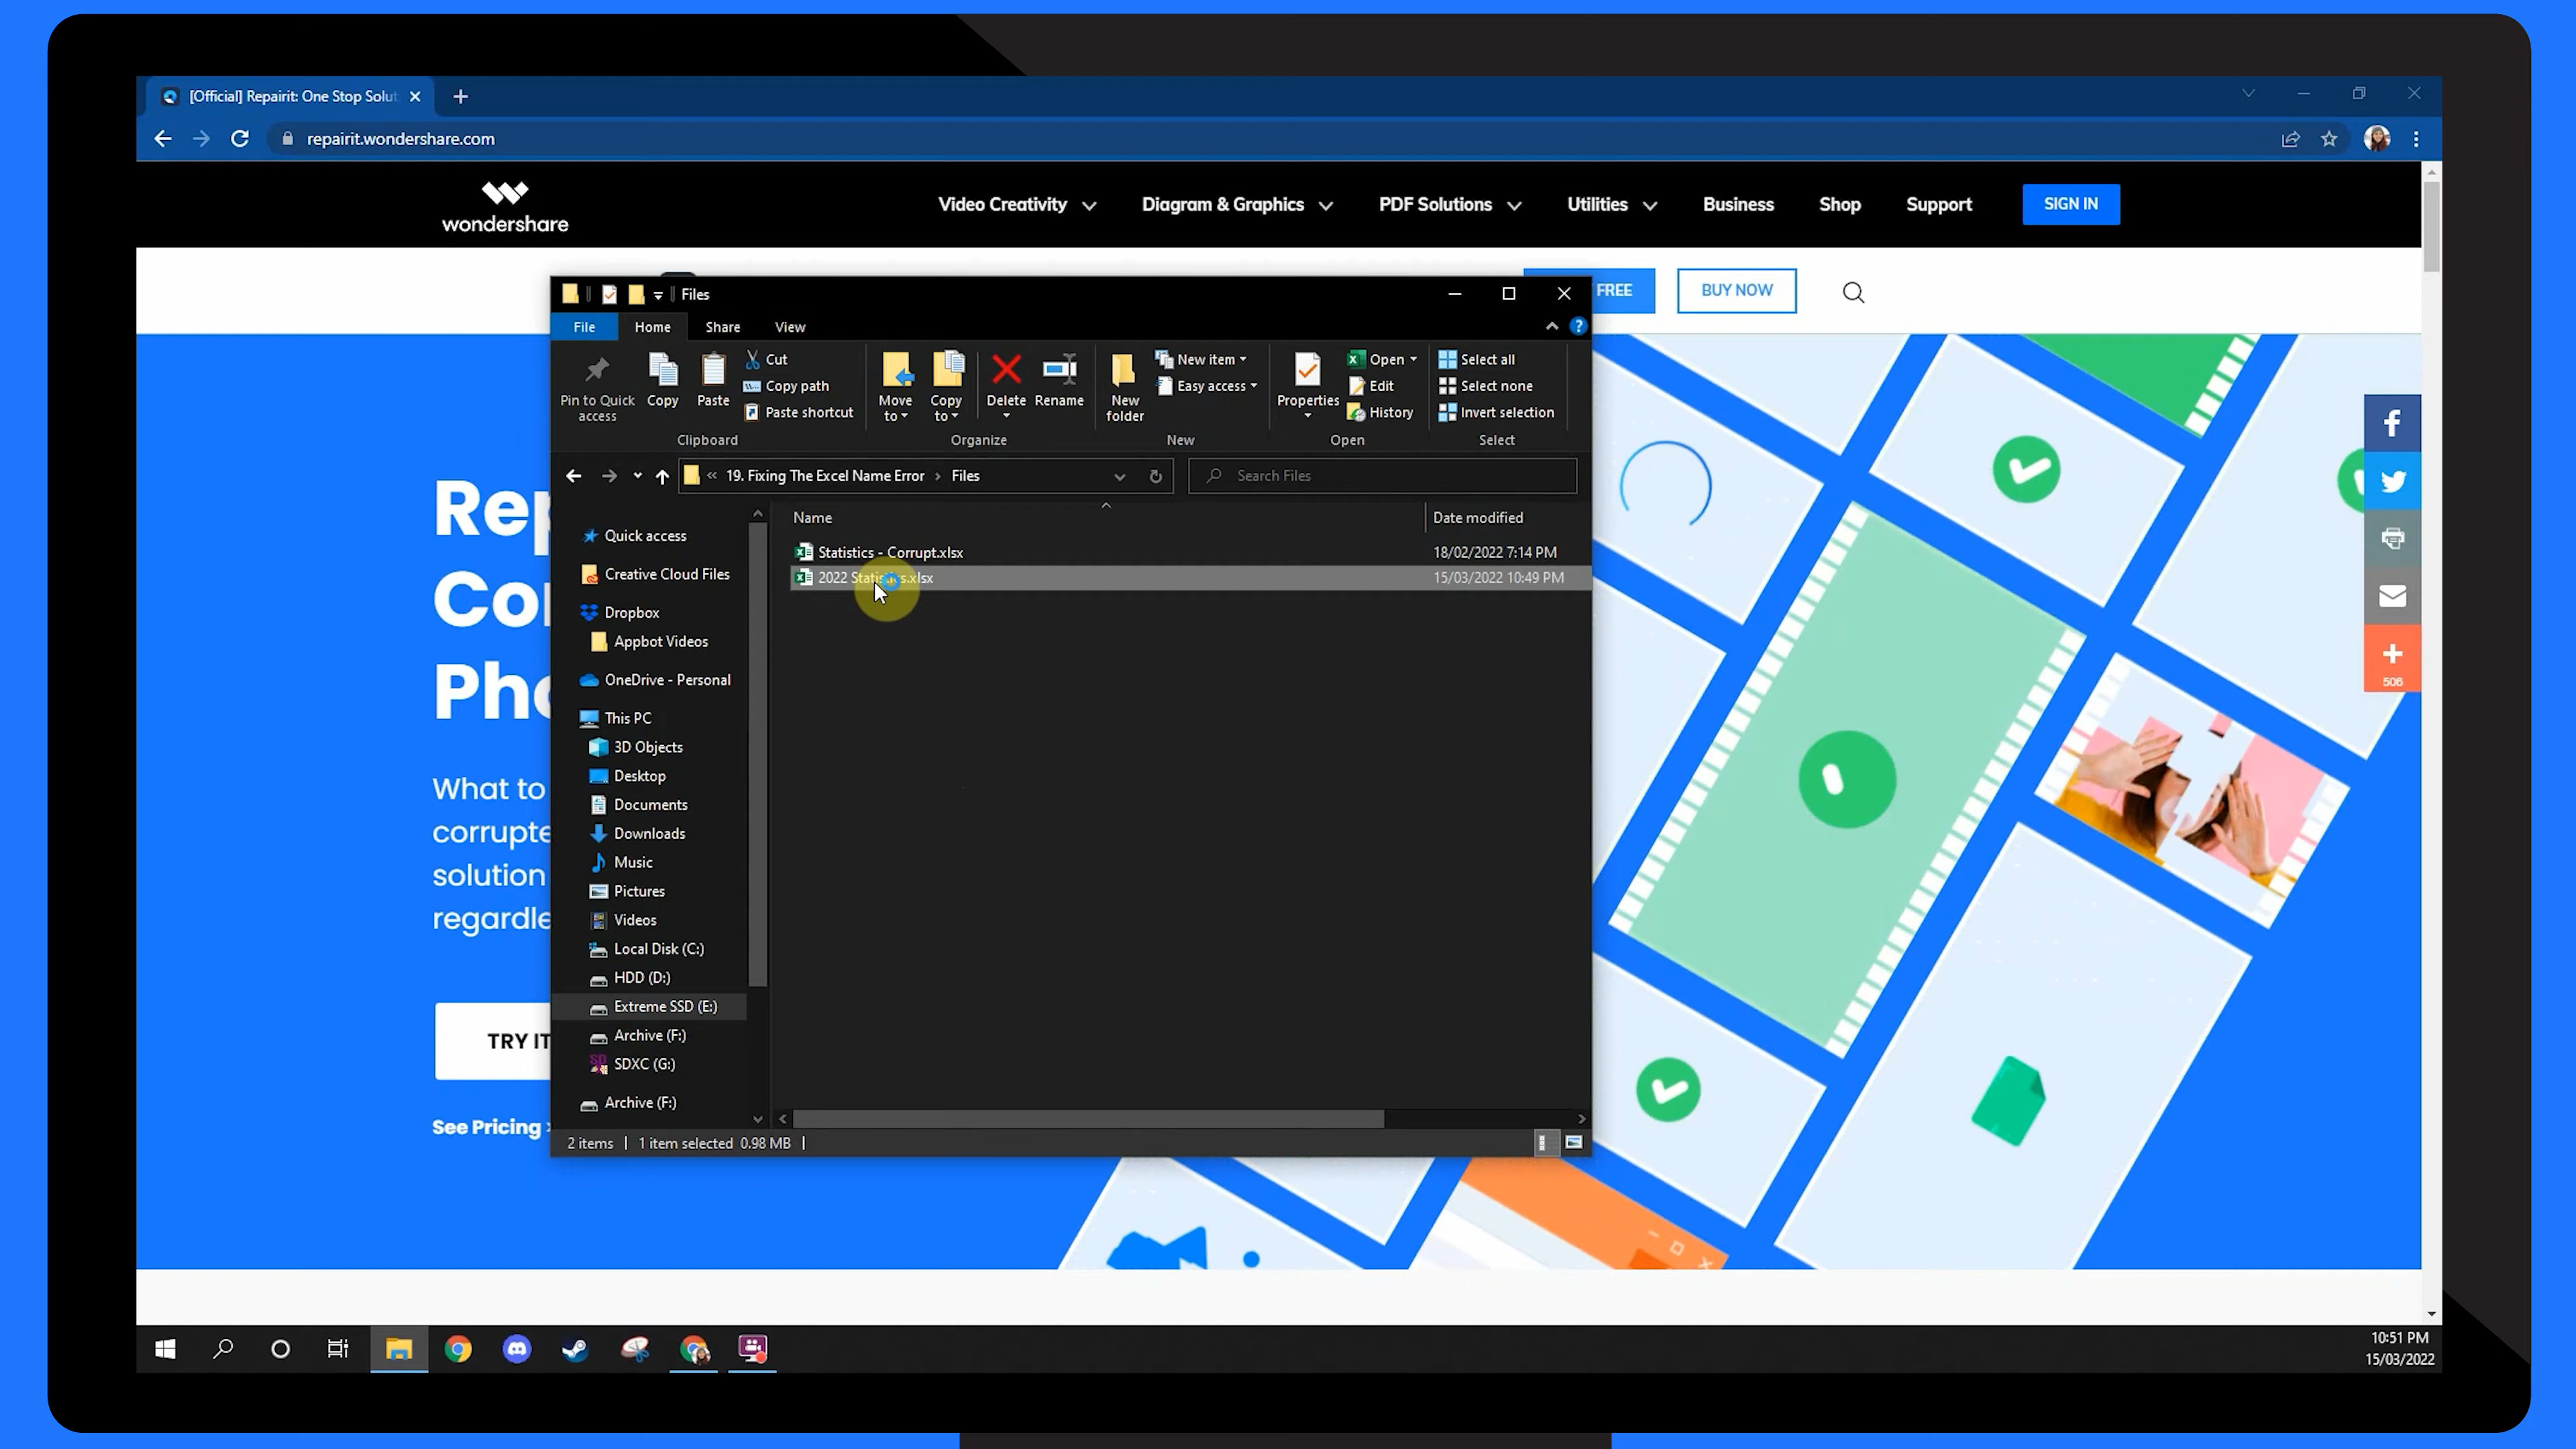 [Official] Repairit: One Stop Solut
repairit.wondershare.com
wondershare
Video Creativity
Diagram & Graphics
PDF Solutions
Utilities
Business
Shop
Support
SIGN IN
FREE
BUY NOW
Files
File
Home
Share
View
Pin to Quick
access
Copy
Paste
Cut
Copy path
Paste shortcut
Clipboard
Move
to
Copy
to
Delete
Rename
Organize
New
folder
New item
Easy access
New
Properties
Open
Edit
History
Open
Select all
Select none
Invert selection
Select
« 19. Fixing The Excel Name Error > Files
Search Files
Name
Date modified
Statistics - Corrupt.xlsx
18/02/2022 7:14 PM
2022 Statistics.xlsx
15/03/2022 10:49 PM
Quick access
Creative Cloud Files
Dropbox
Appbot Videos
OneDrive - Personal
This PC
3D Objects
Desktop
Documents
Downloads
Music
Pictures
Videos
Local Disk (C:)
HDD (D:)
Extreme SSD (E:)
Archive (F:)
SDXC (G:)
Archive (F:)
2 items
1 item selected 0.98 MB
Rep
Cor
Pho
What to
corrupte
solution
regardle
TRY IT
See Pricing
506
10:51 PM
15/03/2022